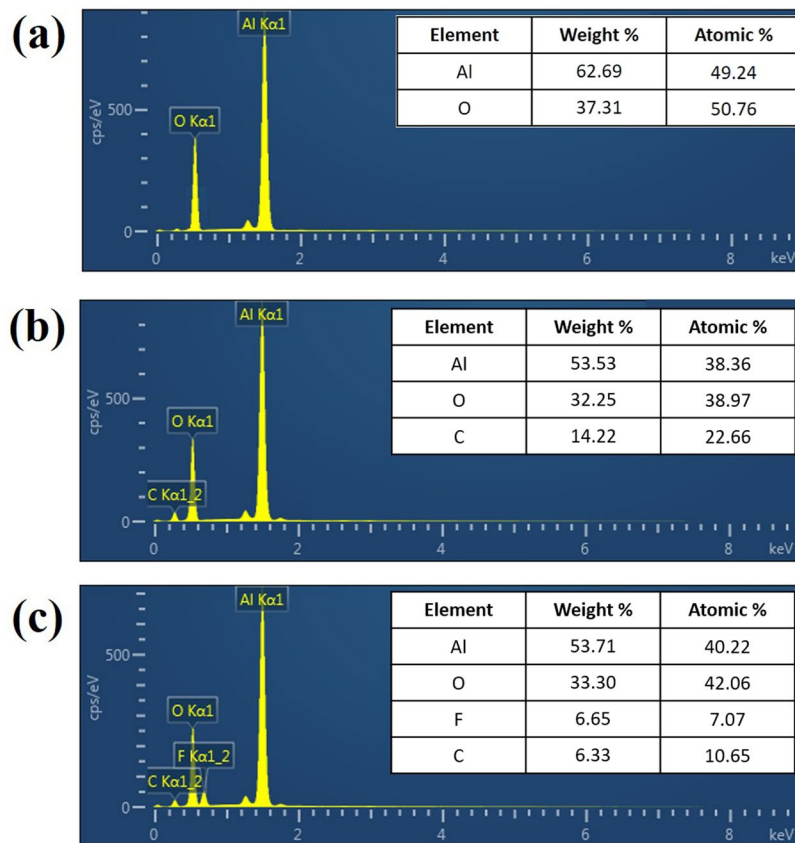 (a)
Al Kα1
O Kα1
cps/eV
500
0
0 2 4 6 8 keV
Element Weight % Atomic %
Al 62.69 49.24
O 37.31 50.76
(b)
Al Kα1
O Kα1
C Kα1_2
cps/eV
500
0
0 2 4 6 8 keV
Element Weight % Atomic %
Al 53.53 38.36
O 32.25 38.97
C 14.22 22.66
(c)
Al Kα1
O Kα1
F Kα1_2
C Kα1_2
cps/eV
500
0
0 2 4 6 8 keV
Element Weight % Atomic %
Al 53.71 40.22
O 33.30 42.06
F 6.65 7.07
C 6.33 10.65